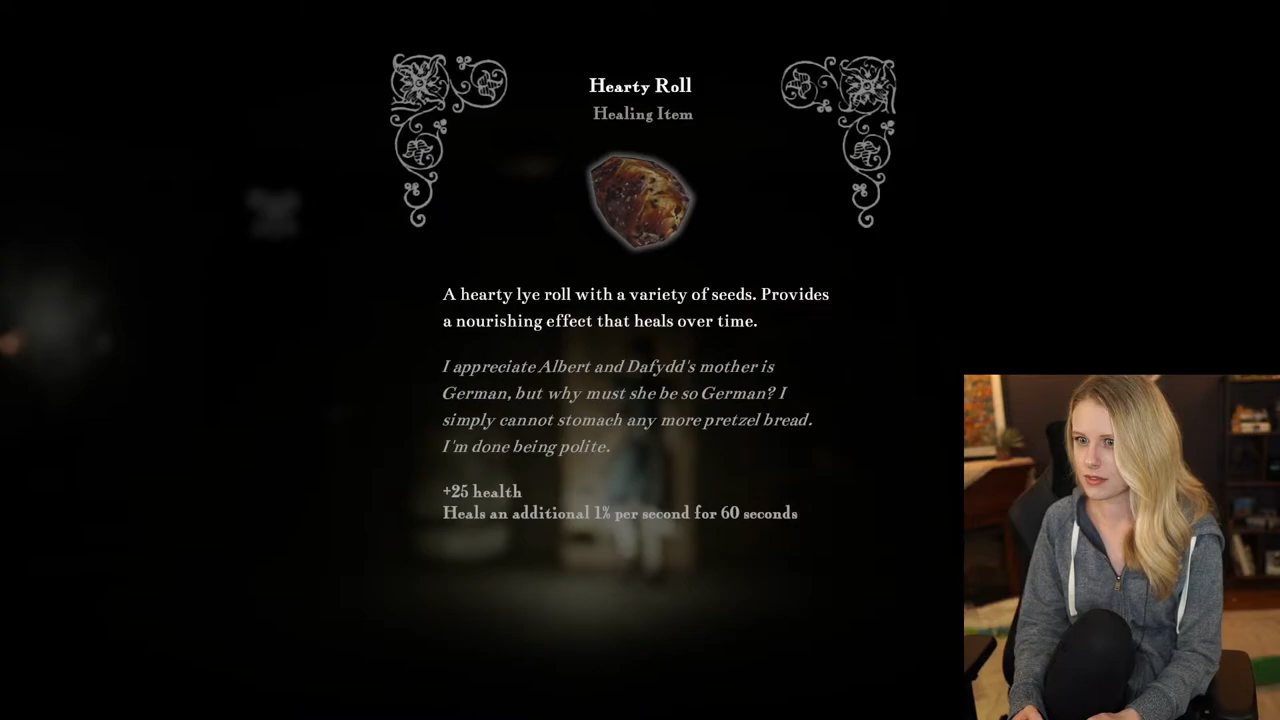 Hearty Roll
Healing Item
A hearty lye roll with a variety of seeds. Provides
a nourishing effect that heals over time.
I appreciate Albert and Dafydd's mother is
German, but why must she be so German? I
simply cannot stomach any more pretzel bread.
I'm done being polite.
+25 health
Heals an additional 1% per second for 60 seconds